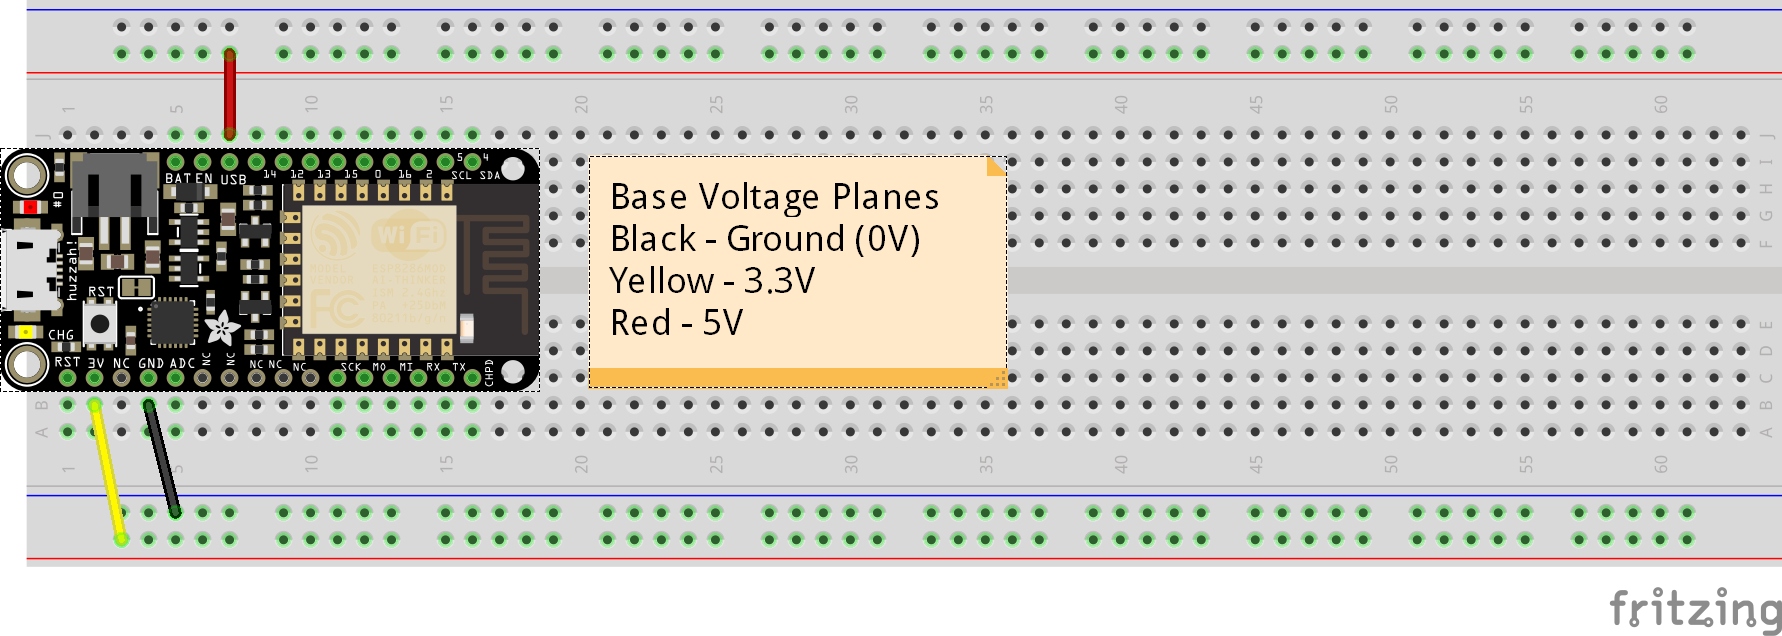 1 5 10 15 20 25 30 35 40 45 50 55 60
J J
I
H
G
F
5 4
BAT EN USB 14 12 13 15 0 16 2 SCL SDA
#0
huzzah!
WiFi
FC
RST
CHG
RST 3V NC GND ADC NC NC NC NC NC SCK MO MI RX TX CHPD
Base Voltage Planes
Black - Ground (0V)
Yellow - 3.3V
Red - 5V
E
D
C
B B
A A
1 5 10 15 20 25 30 35 40 45 50 55 60
fritzing